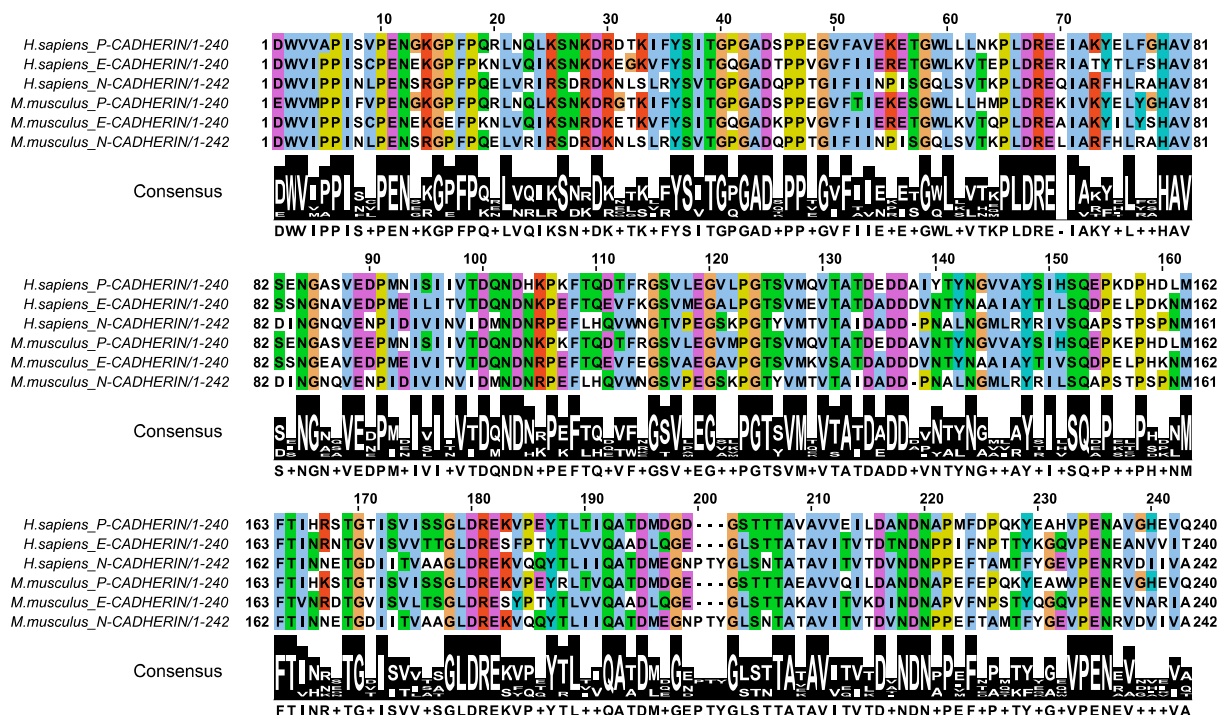 10 20 30 40 50 60 70
H.sapiens_P-CADHERIN/1-240 1 DWVVAPISVPENGKGPFPQRLNQLKSNKDRDTKIFYSITGPGADSPPEGVFAVEKETGWLLLNKPLDREEIAKYELFGHAV 81
H.sapiens_E-CADHERIN/1-240 1 DWVIPPISCPENEKGPFPKNLVQIKSNKDKEGKVFYSITGQGADTPPVGVFIIERETGWLKVTEPLDRERIATYTLFSHAV 81
H.sapiens_N-CADHERIN/1-242 1 DWVIPPINLPENSRGPFPQELVRIRSDRDKNLSLRYSVTGPGADQPPTGIFIINPISGQLSVTKPLDREQIARFHLRAHAV 81
M.musculus_P-CADHERIN/1-240 1 EWVMPPIFVPENGKGPFPQRLNQLKSNKDRGTKIFYSITGPGADSPPEGVFTIEKESGWLLLHMPLDREKIVKYELYGHAV 81
M.musculus_E-CADHERIN/1-240 1 DWVIPPISCPENEKGEFPKNLVQIKSNRDKETKVFYSITGQGADKPPVGVFIIERETGWLKVTQPLDREAIAKYILYSHAV 81
M.musculus_N-CADHERIN/1-242 1 DWVIPPINLPENSRGPFPQELVRIRSDRDKNLSLRYSVTGPGADQPPTGIFIINPISGQLSVTKPLDRELIARFHLRAHAV 81
Consensus
DWVIPPIS+PEN+KGPFPQ+LVQIKSN+DK+TK+FYSITGPGAD+PP+GVFIIE+E+GWL+VTKPLDRE-IAKY+L++HAV
90 100 110 120 130 140 150 160
H.sapiens_P-CADHERIN/1-240 82 SENGASVEDPMNISIIVTDQNDHKPKFTQDTFRGSVLEGVLPGTSVMQVTATDEDDAIYTYNGVVAYSIHSQEPKDPHDLM 162
H.sapiens_E-CADHERIN/1-240 82 SSNGNAVEDPMEILITVTDQNDNKPEFTQEVFKGSVMEGALPGTSVMEVTATDADDDVNTYNAAIAYTILSQDPELPDKNM 162
H.sapiens_N-CADHERIN/1-242 82 DINGNQVENPIDIVINVIDMNDNRPEFLHQVWNGTVPEGSKPGTYVMTVTAIDADD-PNALNGMLRYRIVSQAPSTPSPNM 161
M.musculus_P-CADHERIN/1-240 82 SENGASVEEPMNISIIVTDQNDNKPKFTQDTFRGSVLEGVMPGTSVMQVTATDEDDAVNTYNGVVAYSIHSQEPKEPHDLM 162
M.musculus_E-CADHERIN/1-240 82 SSNGEAVEDPMEIVITVTDQNDNRPEFTQEVFEGSVAEGAVPGTSVMKVSATDADDDVNTYNAAIAYTIVSQDPELPHKNM 162
M.musculus_N-CADHERIN/1-242 82 DINGNQVENPIDIVINVIDMNDNRPEFLHQVWNGSVPEGSKPGTYVMTVTAIDADD-PNALNGMLRYRILSQAPSTPSPNM 161
Consensus
S+NGN+VEDPM+IVI+VTDQNDN+PEFTQ+VF+GSV+EG++PGTSVM+VTATDADD+VNTYNG++AY+I+SQ+P++PH+NM
170 180 190 200 210 220 230 240
H.sapiens_P-CADHERIN/1-240 163 FTIHRSTGTISVISSGLDREKVPEYTLTIQATDMDGD---GSTTTAVAVVEILDANDNAPMFDPQKYEAHVPENAVGHEVQ 240
H.sapiens_E-CADHERIN/1-240 163 FTINRNTGVISVVTTGLDRESFPTYTLVVQAADLQGE---GLSTTATAVITVTDTNDNPPIFNPTTYKGQVPENEANVVIT 240
H.sapiens_N-CADHERIN/1-242 162 FTINNETGDIITVAAGLDREKVQQYTLIIQATDMEGNPTYGLSNTATAVITVTDVNDNPPEFTAMTFYGEVPENRVDIIVA 242
M.musculus_P-CADHERIN/1-240 163 FTIHKSTGTISVISSGLDREKVPEYRLTVQATDMDGE---GSTTTAEAVVQILDANDNAPEFEPQKYEAWVPENEVGHEVQ 240
M.musculus_E-CADHERIN/1-240 163 FTVNRDTGVISVLTSGLDRESYPTYTLVVQAADLQGE---GLSTTAKAVITVKDINDNAPVFNPSTYQGQVPENEVNARIA 240
M.musculus_N-CADHERIN/1-242 162 FTINNETGDIITVAAGLDREKVQQYTLIIQATDMEGNPTYGLSNTATAVITVTDVNDNPPEFTAMTFYGEVPENRVDVIVA 242
Consensus
FTINR+TG+ISVV+SGLDREKVP+YTL++QATDM+GEPTYGLSTTATAVITVTD+NDNP+EF+P+TY+G+VPENEV+++VA